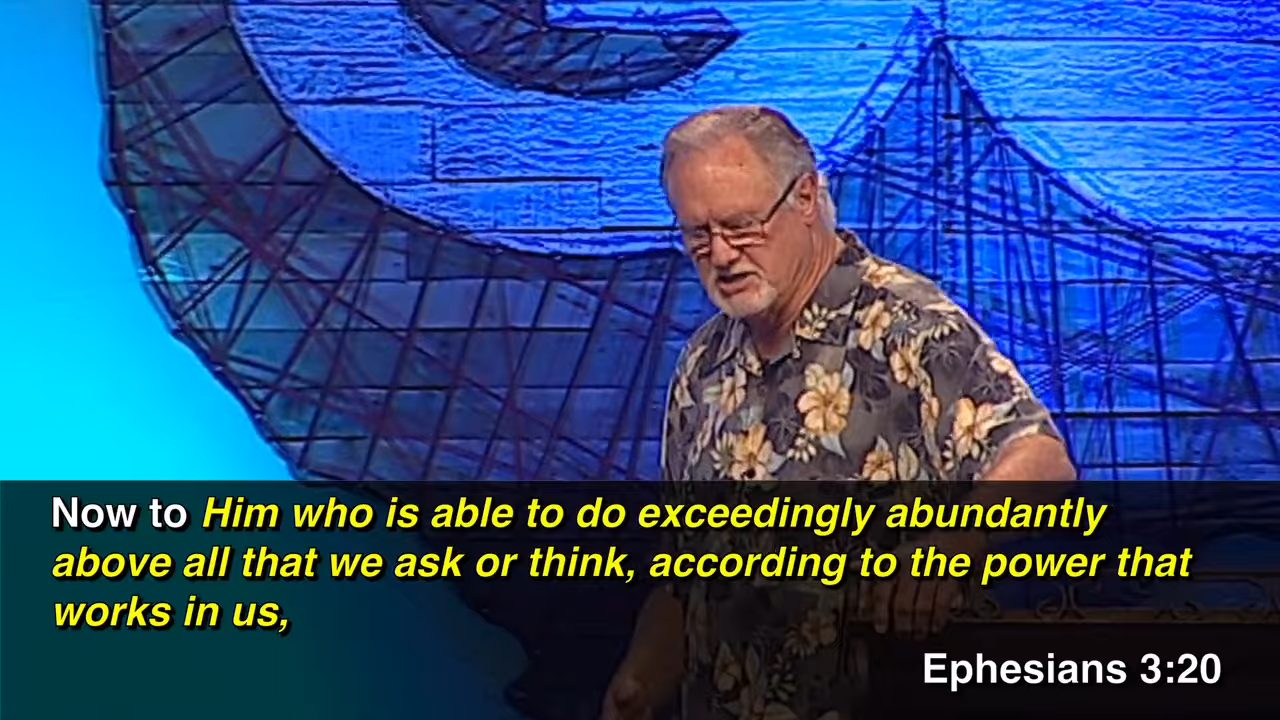 Now to Him who is able to do exceedingly abundantly
above all that we ask or think, according to the power that
works in us,
Ephesians 3:20